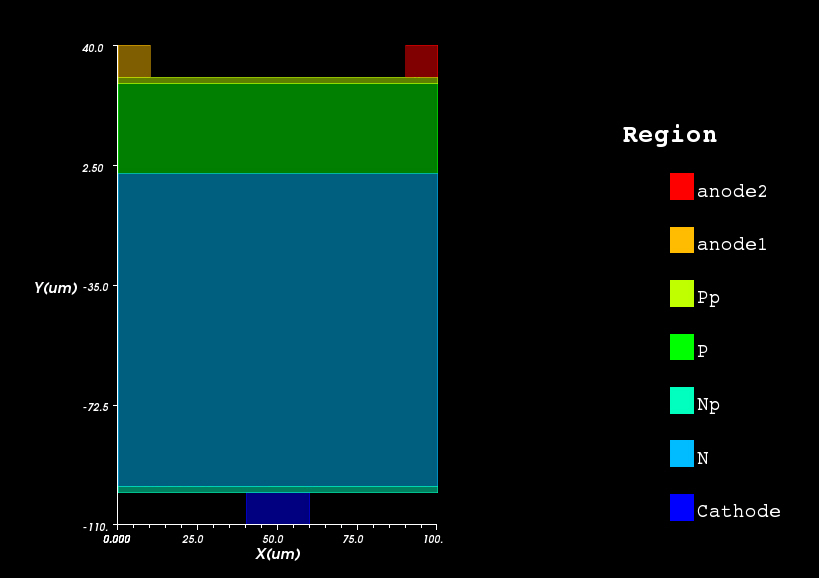 40.0
2.50
Y(um) -35.0
-72.5
-110.
0.000 25.0 50.0 75.0 100.
X(um)
Region
anode2
anode1
Pp
P
Np
N
Cathode